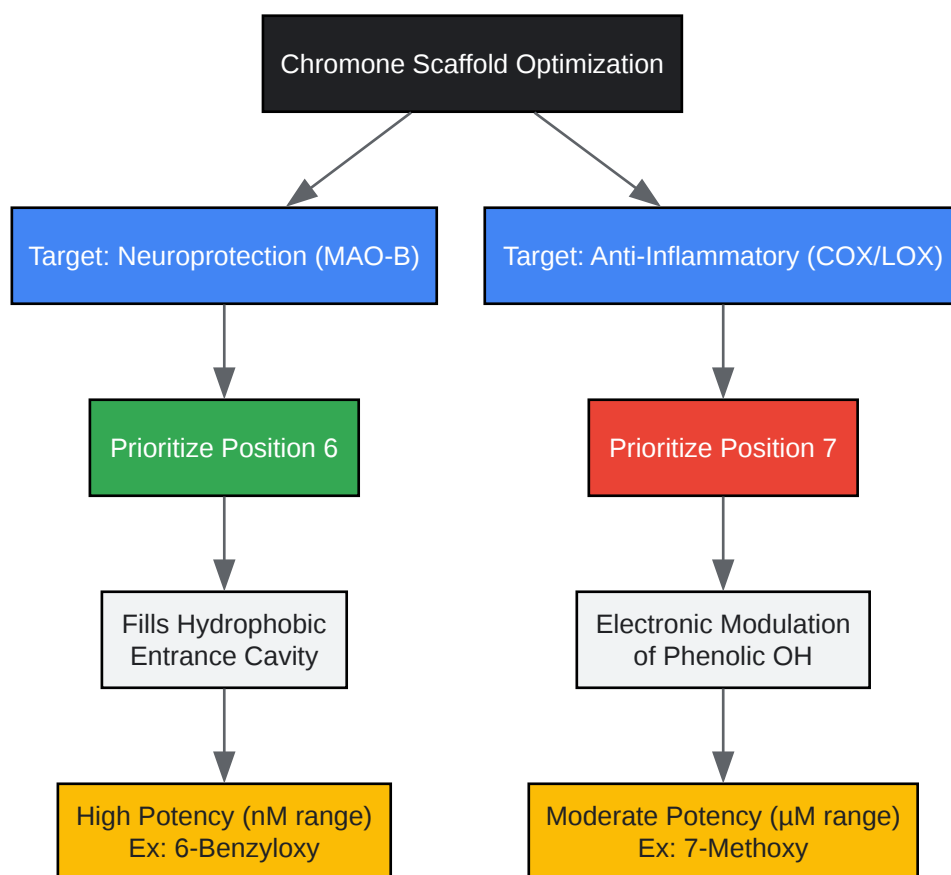 Chromone Scaffold Optimization
Target: Neuroprotection (MAO-B)
Target: Anti-Inflammatory (COX/LOX)
Prioritize Position 6
Prioritize Position 7
Fills Hydrophobic
Entrance Cavity
Electronic Modulation
of Phenolic OH
High Potency (nM range)
Ex: 6-Benzyloxy
Moderate Potency (µM range)
Ex: 7-Methoxy